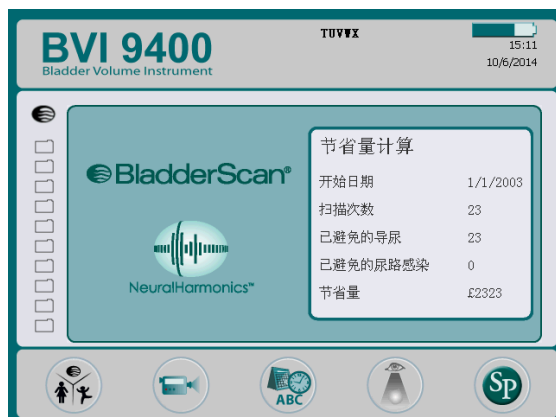 BVI 9400
Bladder Volume Instrument
TUVWX
15:11
10/6/2014
BladderScan®
NeuralHarmonics™
节省量计算
开始日期 1/1/2003
扫描次数 23
已避免的导尿 23
已避免的尿路感染 0
节省量 £2323
ABC
SP